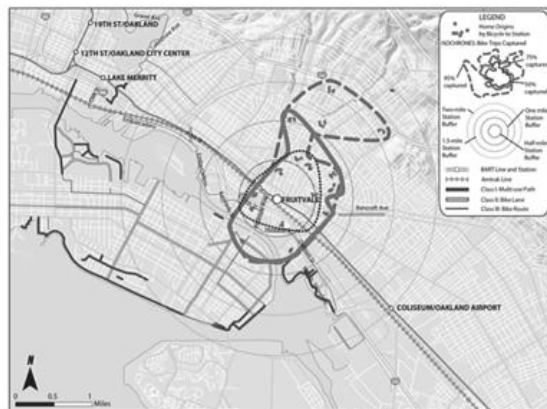 19TH ST./OAKLAND
12TH ST./OAKLAND CITY CENTER
LAKE MERRITT
FRUITVALE
Bancroft Ave
COLISEUM/OAKLAND AIRPORT
N
0 0.5 1
Miles
LEGEND
Home Origins
by Bicycle to Station
ISOCHRONES: Bike Trips Captured
75%
captured
95%
captured
50%
captured
Two-mile
Station
Buffer
One-mile
Station
Buffer
1.5-mile
Station
Buffer
Half-mile
Station
Buffer
BART Line and Station
Amtrak Line
Class I: Multi-use Path
Class II: Bike Lane
Class III: Bike Route